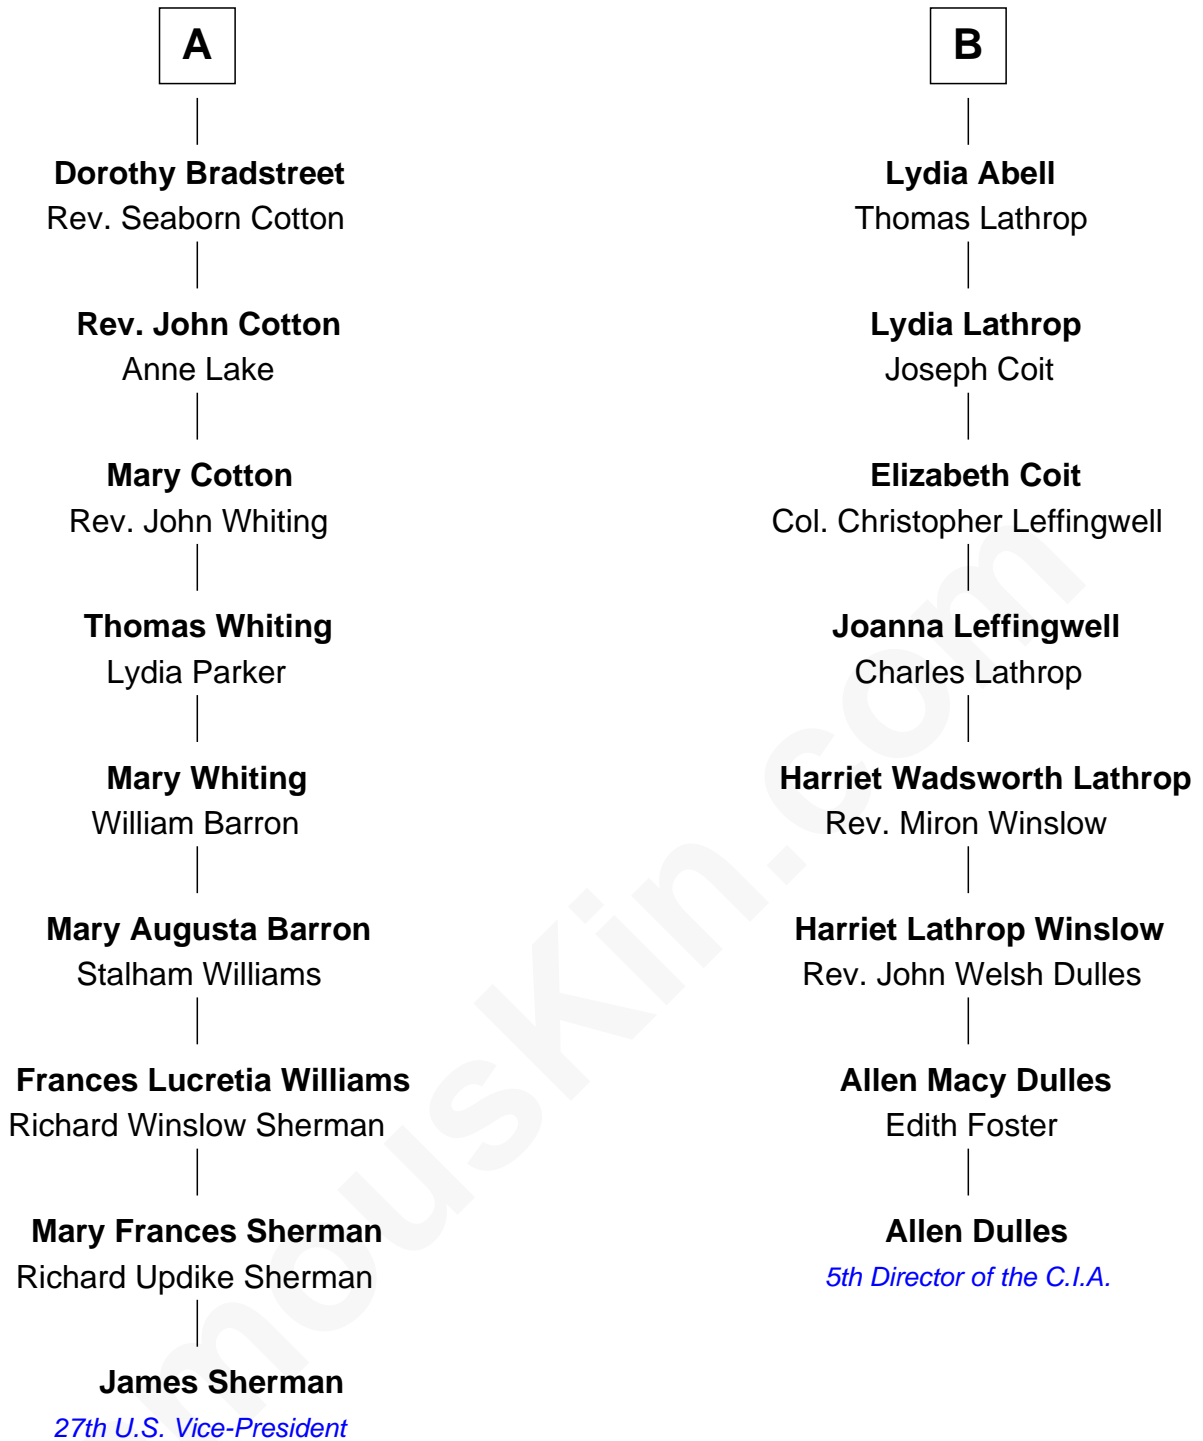 A
Dorothy Bradstreet
Rev. Seaborn Cotton
Rev. John Cotton
Anne Lake
Mary Cotton
Rev. John Whiting
Thomas Whiting
Lydia Parker
Mary Whiting
William Barron
Mary Augusta Barron
Stalham Williams
Frances Lucretia Williams
Richard Winslow Sherman
Mary Frances Sherman
Richard Updike Sherman
James Sherman
27th U.S. Vice-President
B
Lydia Abell
Thomas Lathrop
Lydia Lathrop
Joseph Coit
Elizabeth Coit
Col. Christopher Leffingwell
Joanna Leffingwell
Charles Lathrop
Harriet Wadsworth Lathrop
Rev. Miron Winslow
Harriet Lathrop Winslow
Rev. John Welsh Dulles
Allen Macy Dulles
Edith Foster
Allen Dulles
5th Director of the C.I.A.
mousKin.com